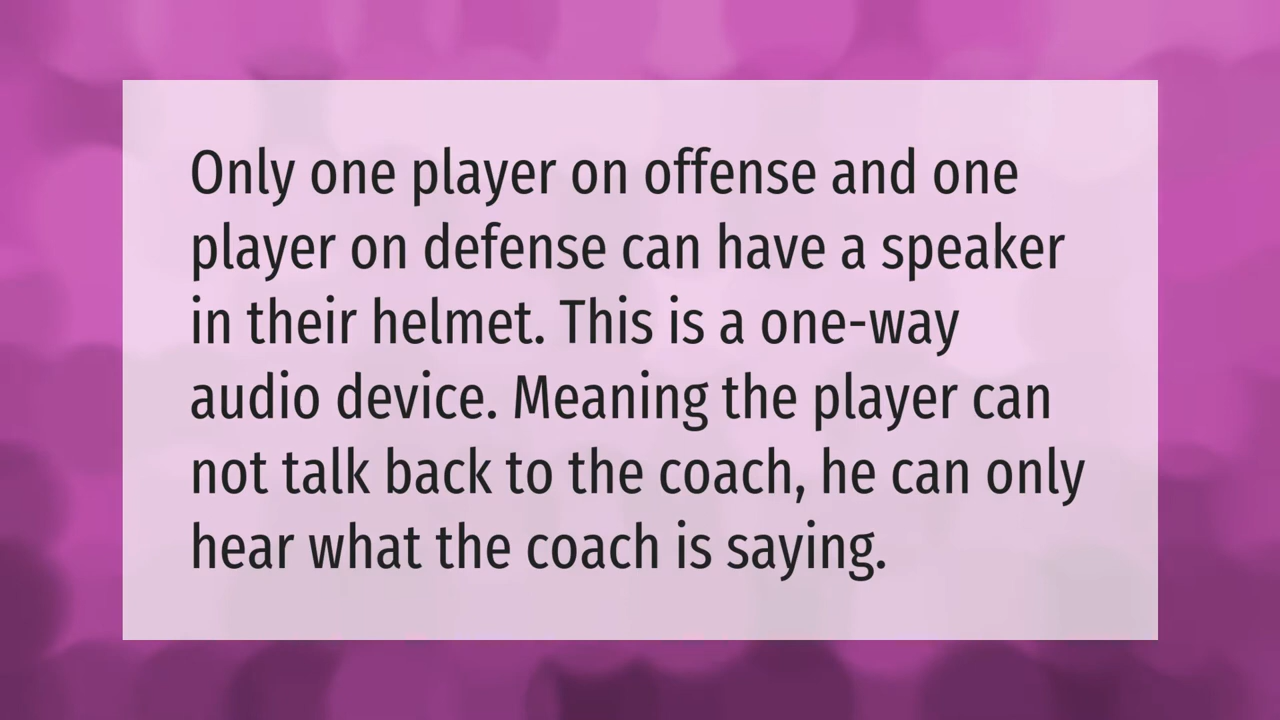 Only one player on offense and one
player on defense can have a speaker
in their helmet. This is a one-way
audio device. Meaning the player can
not talk back to the coach, he can only
hear what the coach is saying.